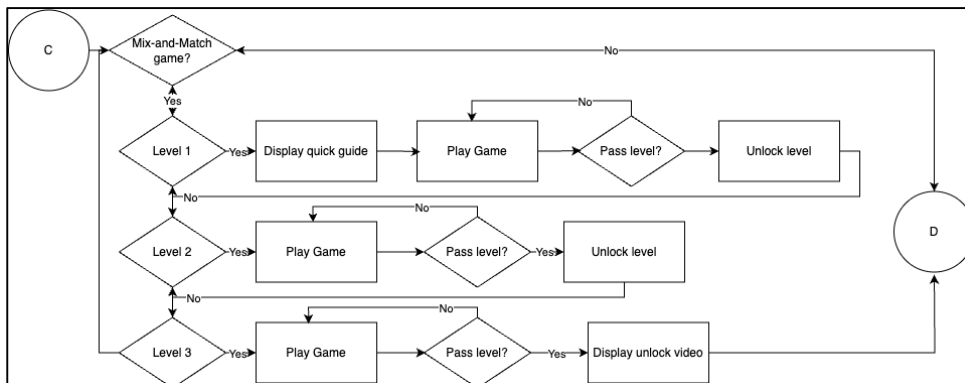 C
Mix-and-Match
game?
No
Yes
No
Level 1
Yes
Display quick guide
Play Game
Pass level?
Unlock level
No
No
D
Level 2
Yes
Play Game
Pass level?
Yes
Unlock level
No
No
Level 3
Yes
Play Game
Pass level?
Yes
Display unlock video